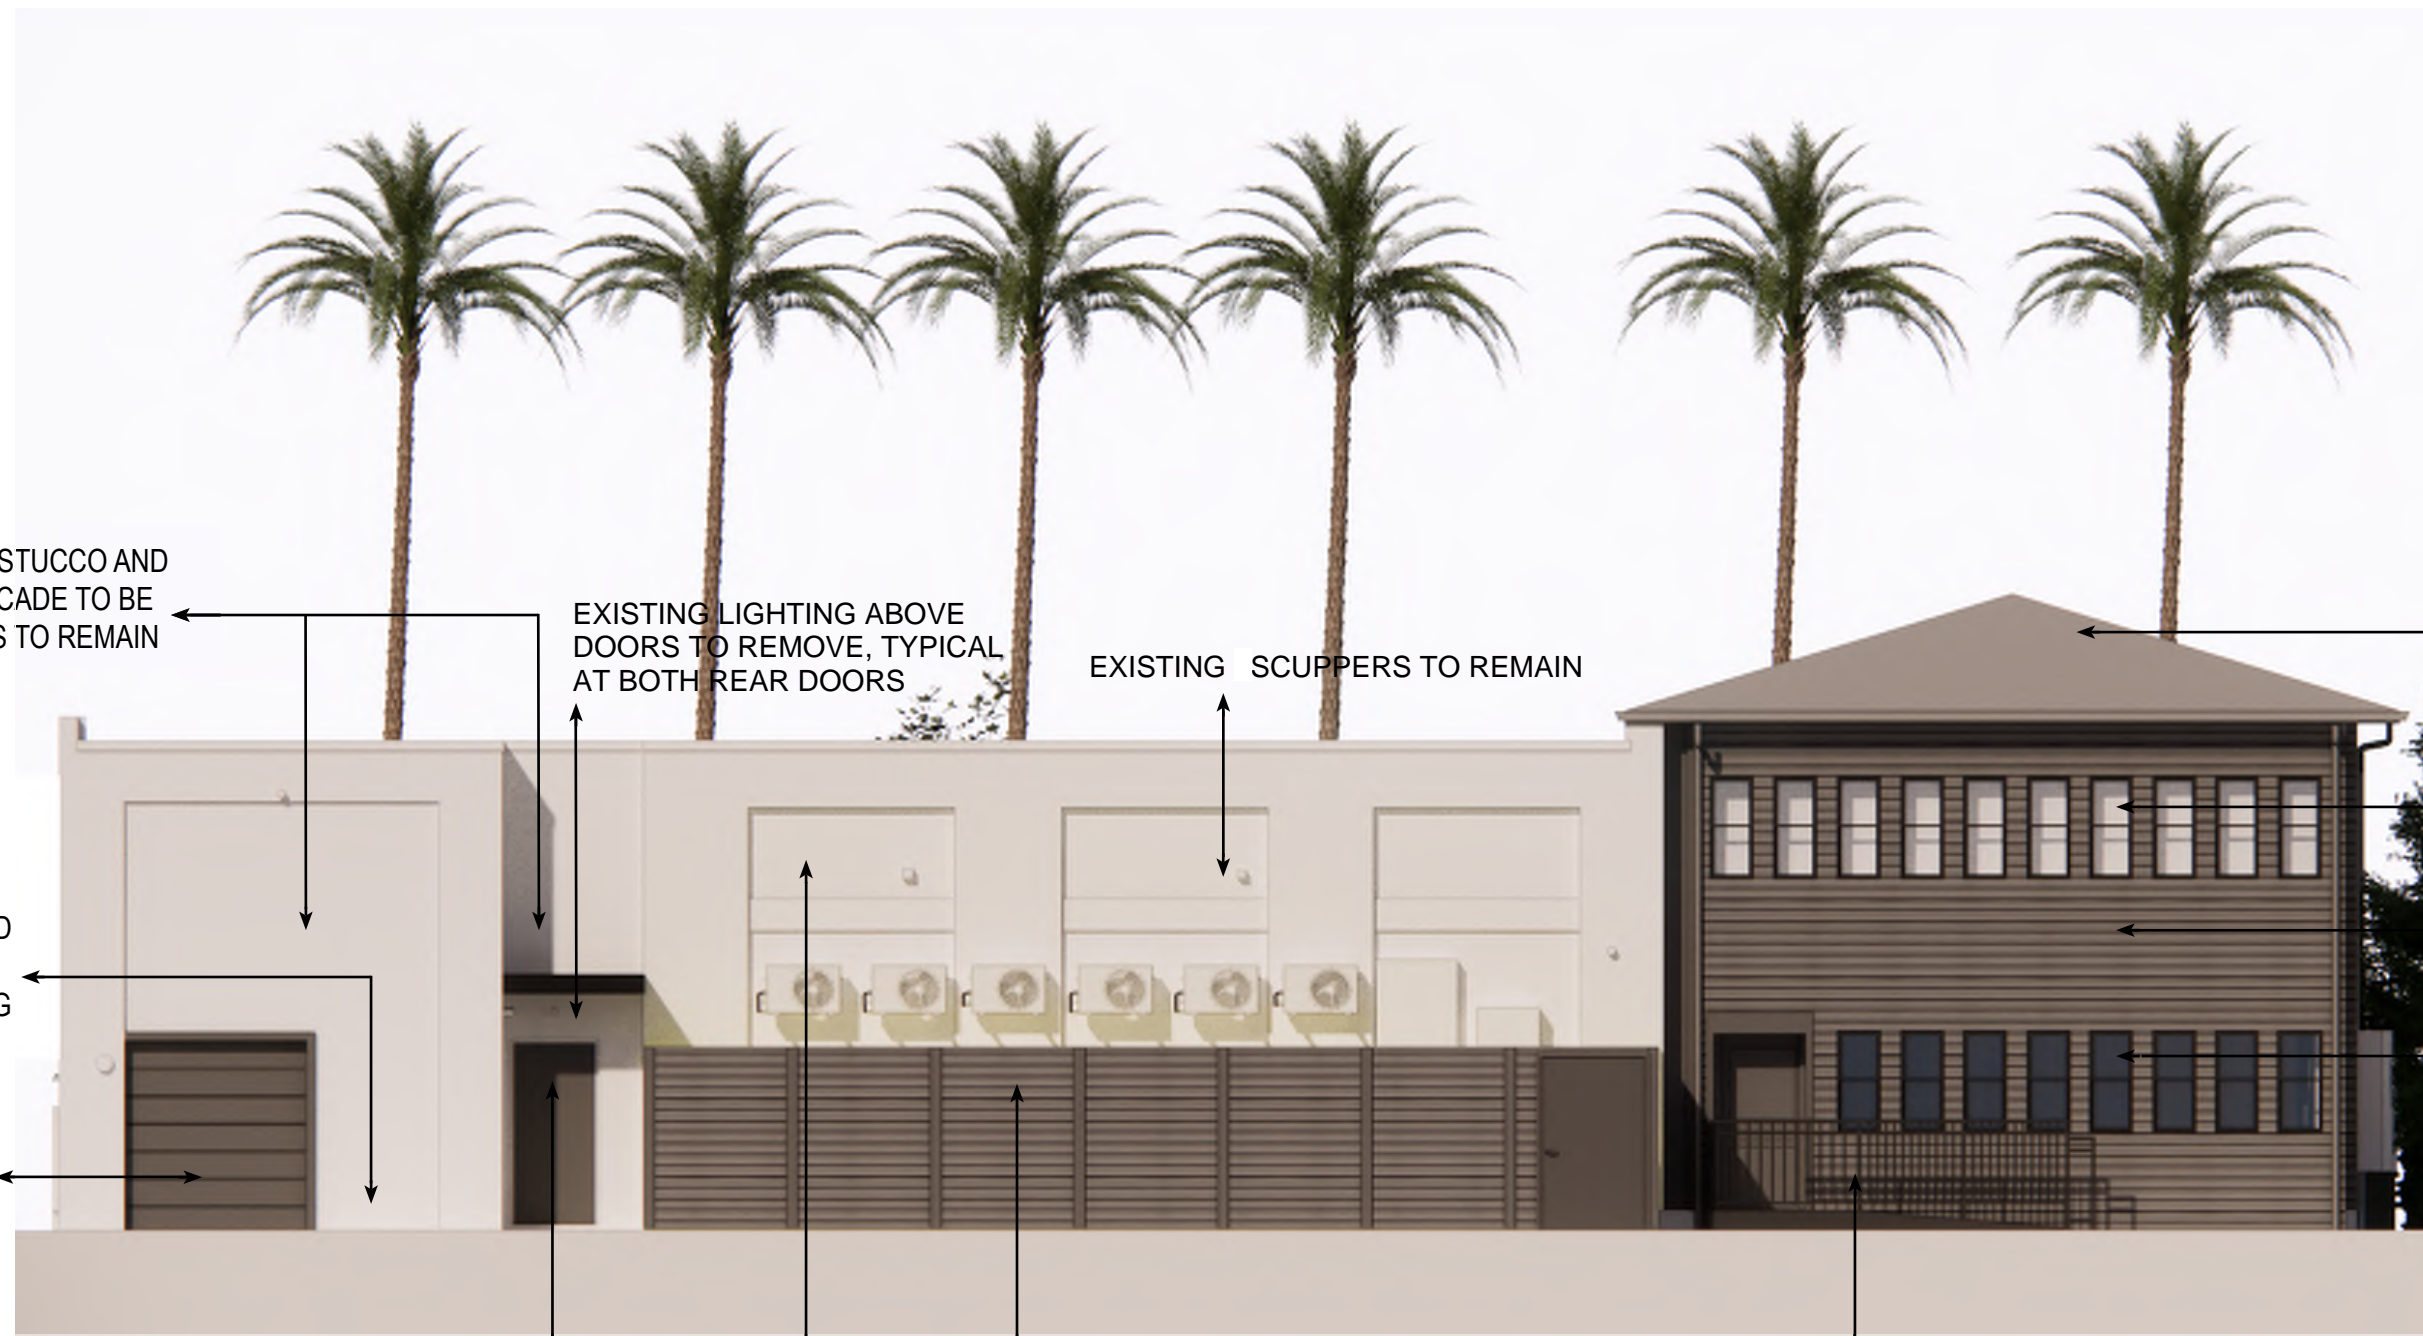 STUCCO AND
CADE TO BE
S TO REMAIN
EXISTING LIGHTING ABOVE
DOORS TO REMOVE, TYPICAL
AT BOTH REAR DOORS
EXISTING SCUPPERS TO REMAIN
D
G